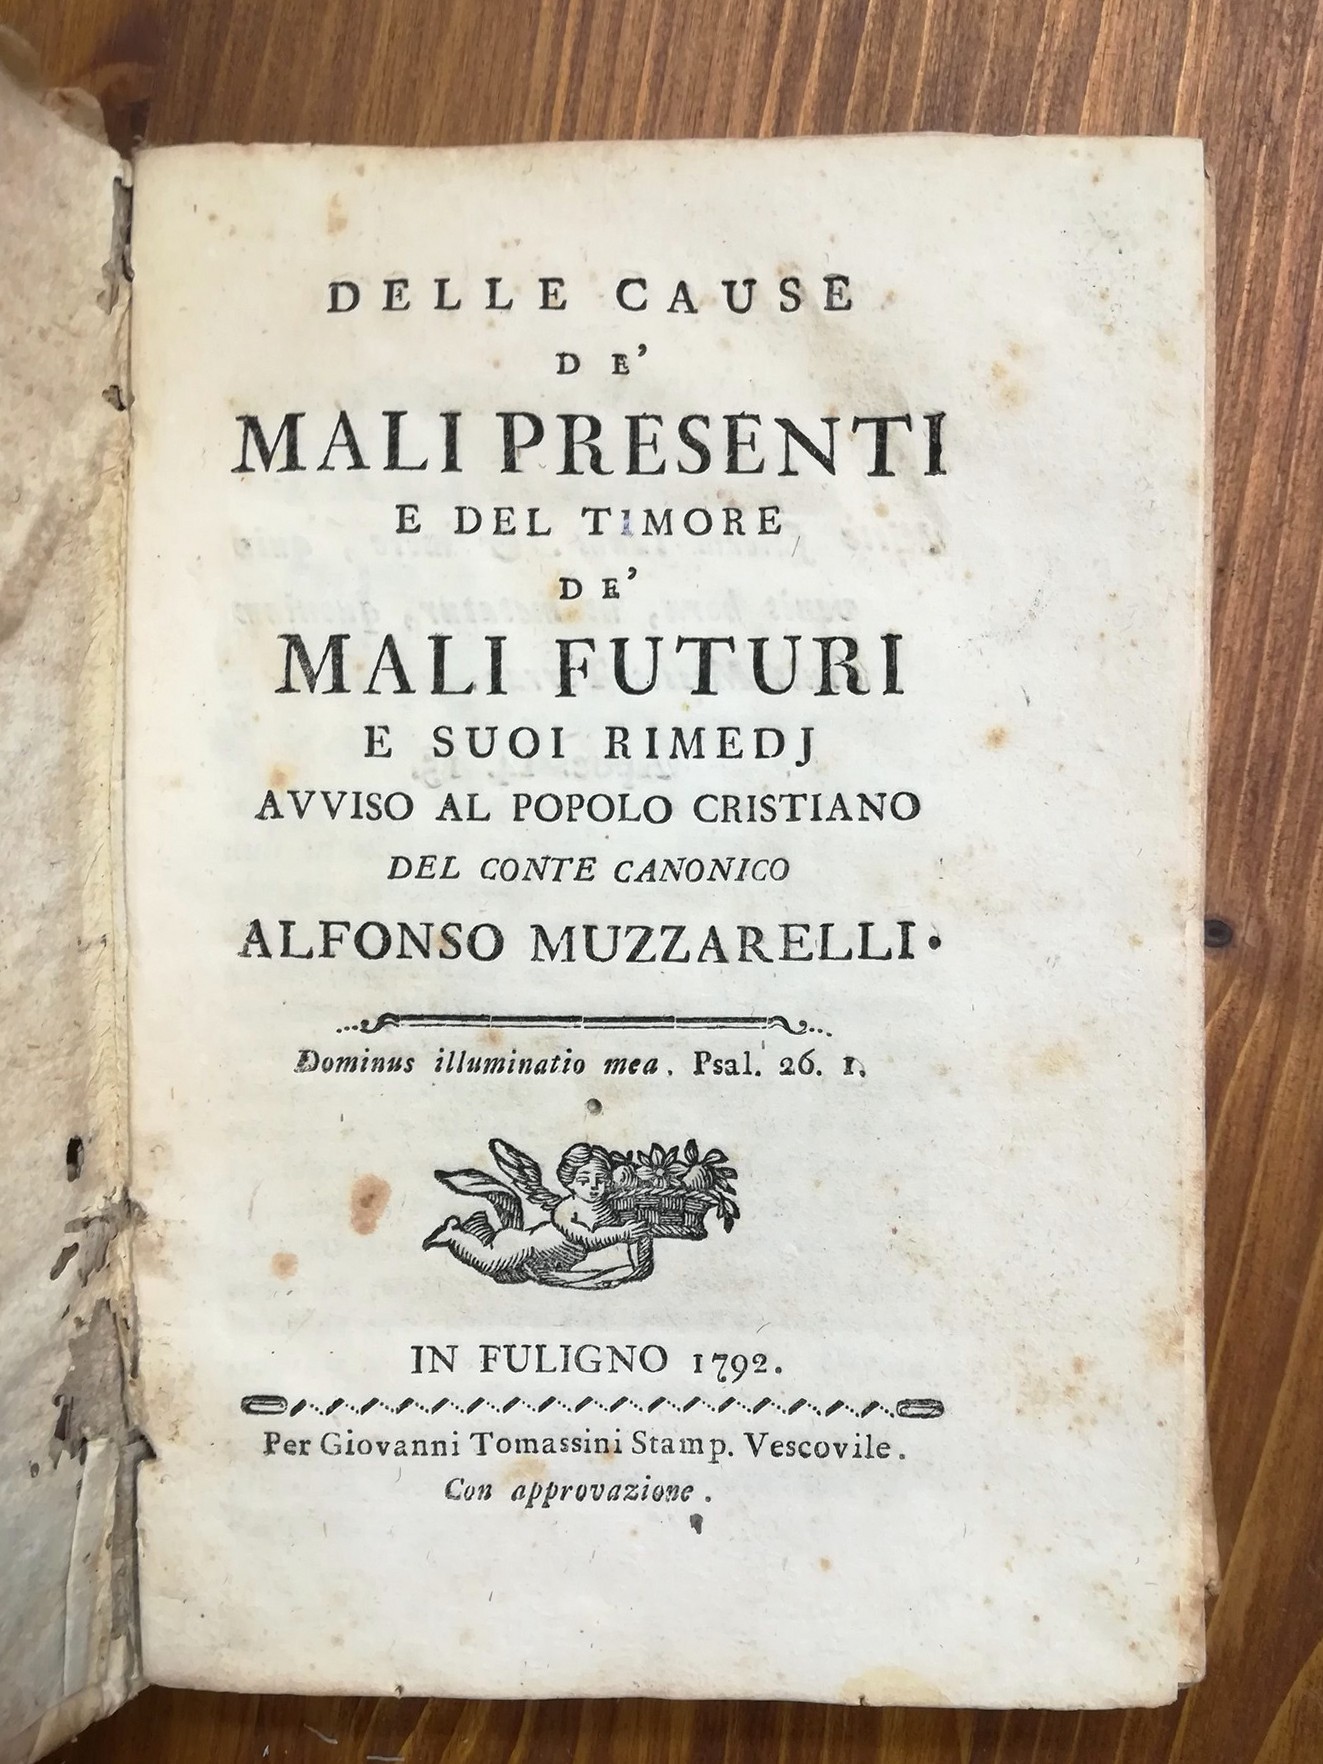 DELLE CAUSE
DE'
MALI PRESENTI
E DEL TIMORE
DE'
MALI FUTURI
E SUOI RIMEDJ
AVVISO AL POPOLO CRISTIANO
DEL CONTE CANONICO
ALFONSO MUZZARELLI.
Dominus illuminatio mea. Psal. 26. 1.
IN FULIGNO 1792.
Per Giovanni Tomassini Stamp. Vescovile.
Con approvazione.